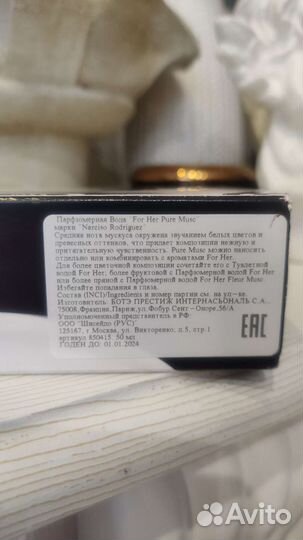 Парфюмерная Вода For Her Pure Musc
марки `Narciso Rodriguez`
Средняя нота мускуса окружена звучанием белых цветов и
древесных оттенков, что придает композиции нежную и
притягательную чувственность. Pure Musc можно наносить
отдельно или комбинировать с ароматами For Her.
Для более цветочной композиции сочетайте его с Туалетной
водой For Her; более фруктовой с Парфюмерной водой For Her
или более пряной с Парфюмерной водой For Her Fleur Musc
Избегайте попадания в глаза.
Состав (INCI)/Ingredients и номер партии см. на уп-ве.
Изготовитель: БОТЭ ПРЕСТИЖ ИНТЕРНАСЬОНАЛЬ С.А.,
75008,Франция,Париж,ул.Фобур Сент-Оноре,56/А
Уполномоченный представитель в РФ
ООО "Шисейдо (РУС)"
125167, г Москва, ул. Викторенко, д.5, стр.1
артикул 850415 50 мл
ГОДЕН ДО 01.01.2024
EAC
Avito